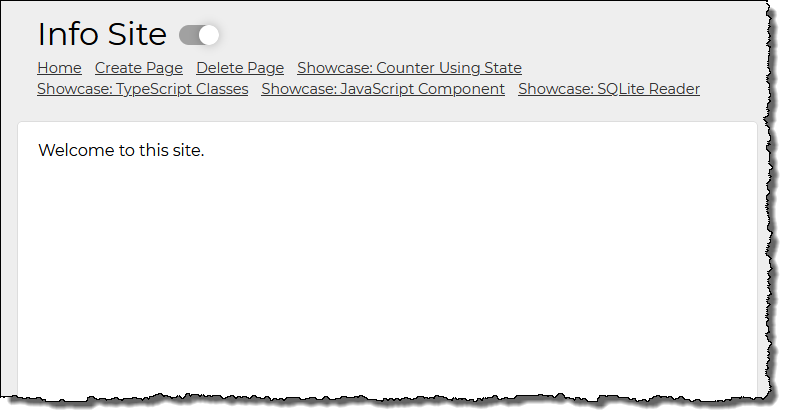 Info Site
Home Create Page Delete Page Showcase: Counter Using State
Showcase: TypeScript Classes Showcase: JavaScript Component Showcase: SQLite Reader
Welcome to this site.